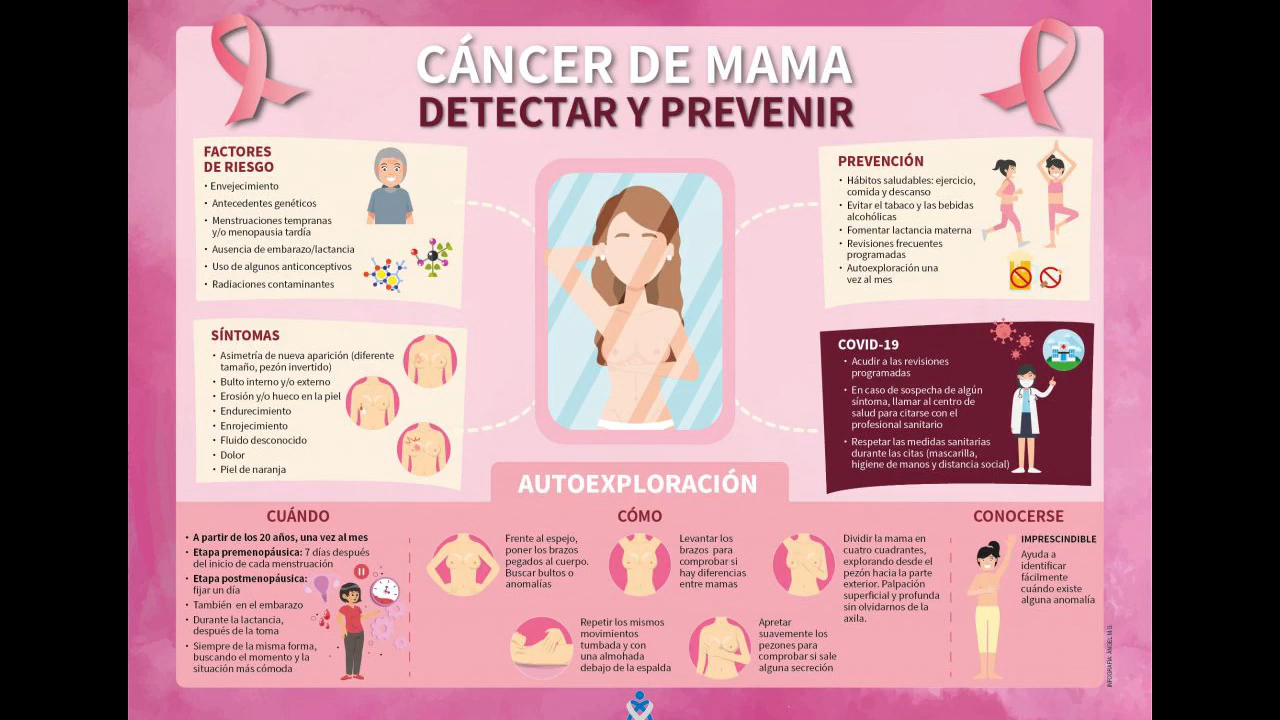 CÁNCER DE MAMA
DETECTAR Y PREVENIR
FACTORES
DE RIESGO
• Envejecimiento
• Antecedentes genéticos
• Menstruaciones tempranas
y/o menopausia tardía
• Ausencia de embarazo/lactancia
• Uso de algunos anticonceptivos
• Radiaciones contaminantes
SÍNTOMAS
• Asimetría de nueva aparición (diferente
tamaño, pezón invertido)
• Bulto interno y/o externo
• Erosión y/o hueco en la piel
• Endurecimiento
• Enrojecimiento
• Fluido desconocido
• Dolor
• Piel de naranja
PREVENCIÓN
• Hábitos saludables: ejercicio,
comida y descanso
• Evitar el tabaco y las bebidas
alcohólicas
• Fomentar lactancia materna
• Revisiones frecuentes
programadas
• Autoexploración una
vez al mes
COVID-19
• Acudir a las revisiones
programadas
• En caso de sospecha de algún
síntoma, llamar al centro de
salud para citarse con el
profesional sanitario
• Respetar las medidas sanitarias
durante las citas (mascarilla,
higiene de manos y distancia social)
AUTOEXPLORACIÓN
CUÁNDO
• A partir de los 20 años, una vez al mes
• Etapa premenopáusica: 7 días después
del inicio de cada menstruación
• Etapa postmenopáusica:
fijar un día
• También en el embarazo
• Durante la lactancia,
después de la toma
• Siempre de la misma forma,
buscando el momento y la
situación más cómoda
CÓMO
Frente al espejo,
poner los brazos
pegados al cuerpo.
Buscar bultos o
anomalías
Levantar los
brazos para
comprobar si
hay diferencias
entre mamas
Dividir la mama en
cuatro cuadrantes,
explorando desde el
pezón hacia la parte
exterior. Palpación
superficial y profunda
sin olvidarnos de la
axila.
Repetir los mismos
movimientos
tumbada y con
una almohada
debajo de la espalda
Apretar
suavemente los
pezones para
comprobar si sale
alguna secreción
CONOCERSE
IMPRESCINDIBLE
Ayuda a
identificar
fácilmente
cuándo existe
alguna anomalía
INFOGRAFÍA: ÁNGEL M.G.